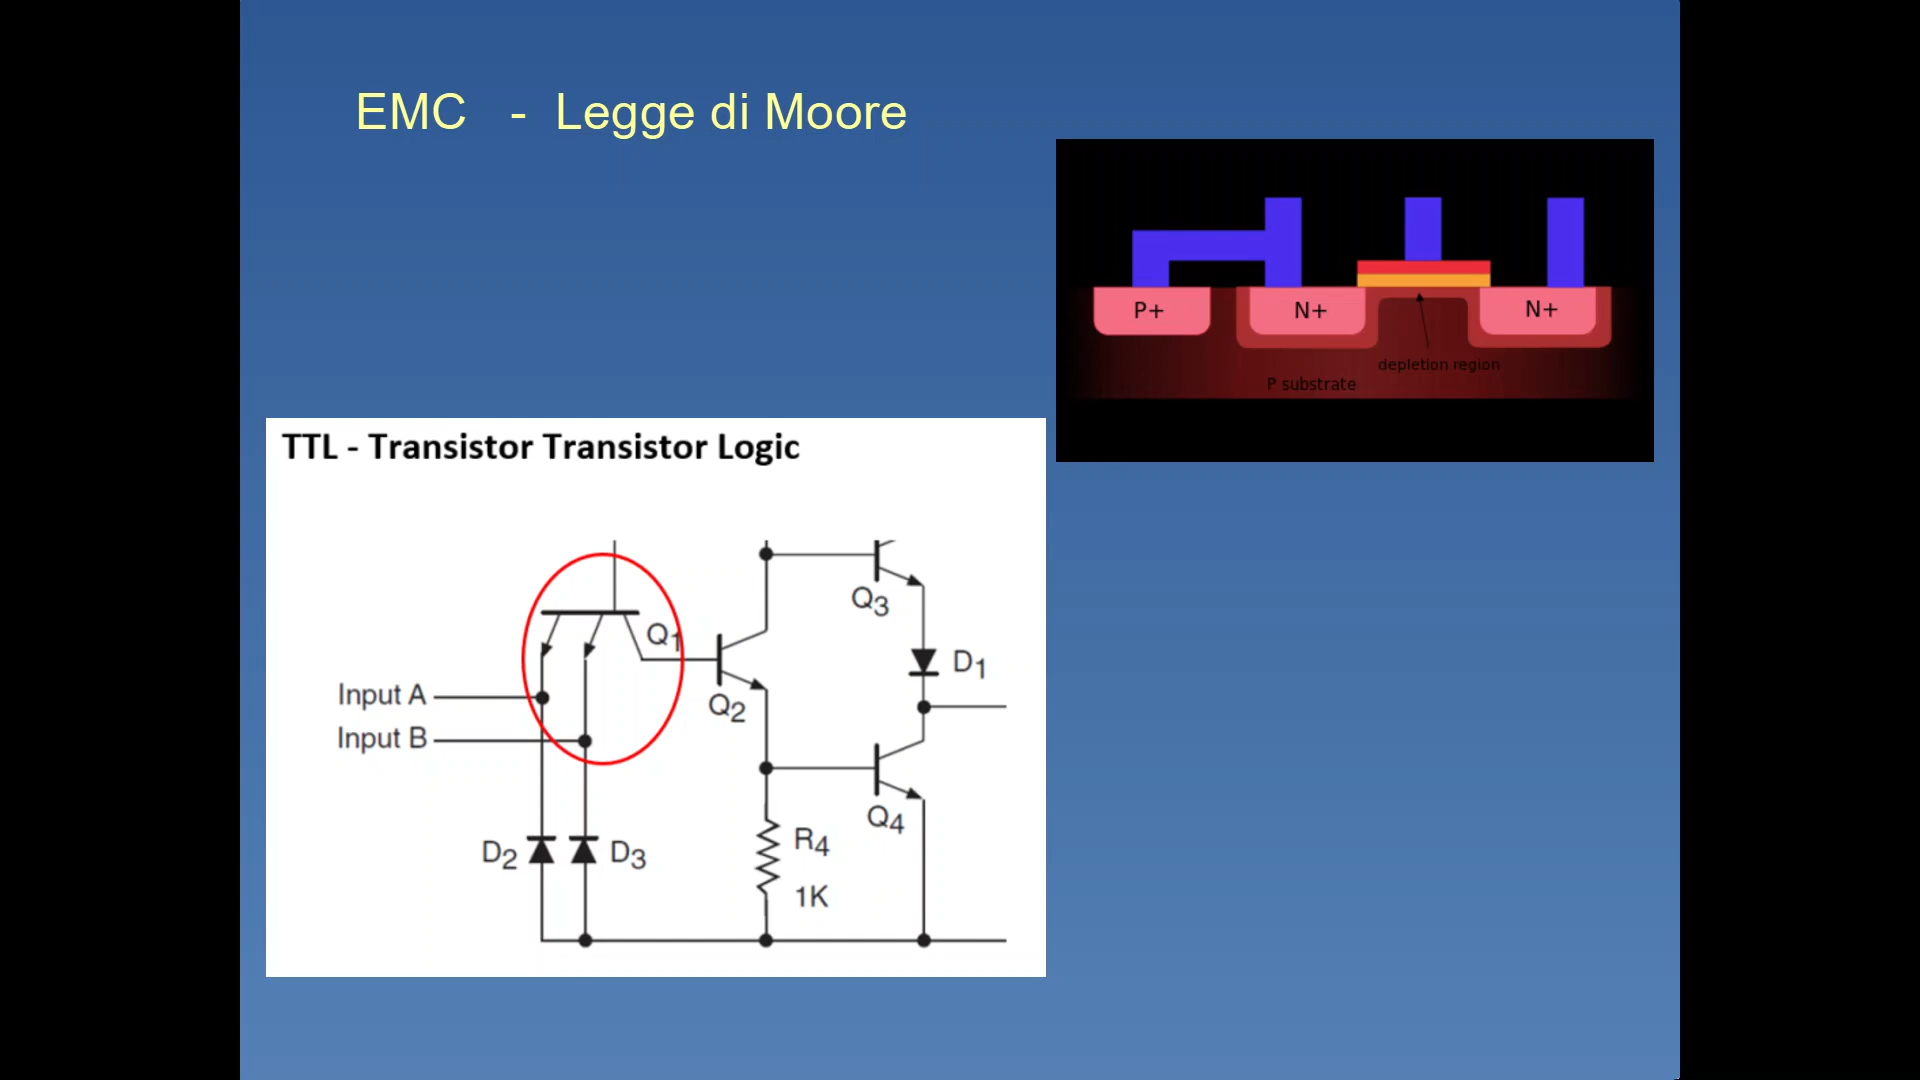 EMC - Legge di Moore
P+
N+
N+
depletion region
P substrate
TTL - Transistor Transistor Logic
Q3
Q1
D1
Input A
Q2
Input B
Q4
R4
D2
D3
1K